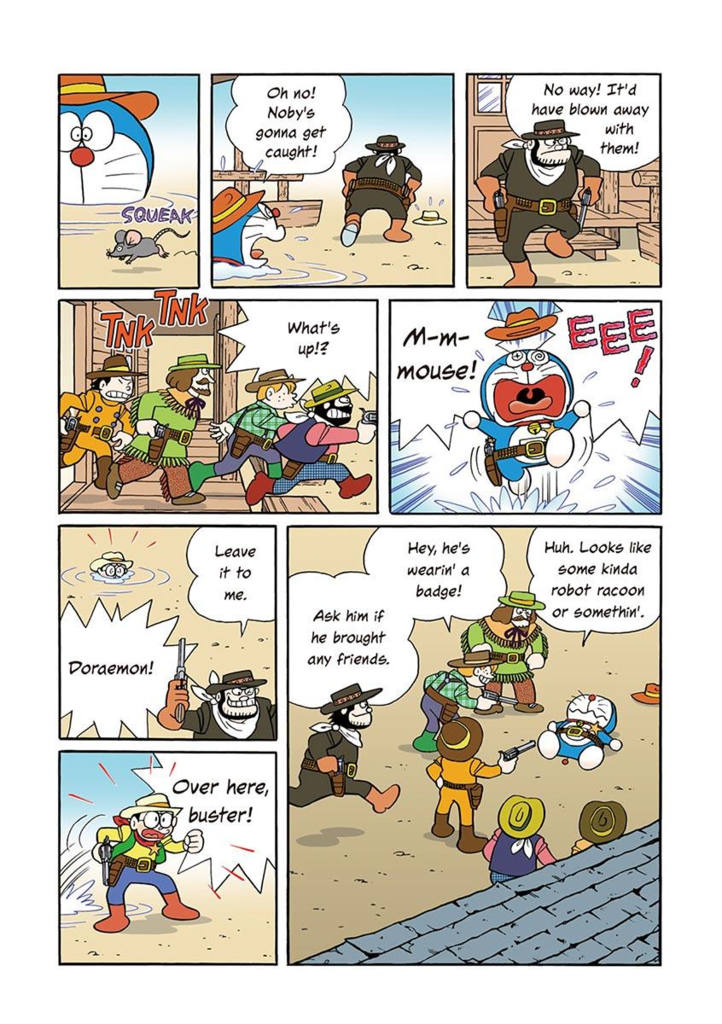 SQUEAK
Oh no!
Noby's
gonna get
caught!
No way! It'd
have blown away
with
them!
TNK
TNK
What's
up!?
M-m-
mouse!
EEE
!
Leave
it to
me.
Doraemon!
Over here,
buster!
Ask him if
he brought
any friends.
Hey, he's
wearin' a
badge!
Huh. Looks like
some kinda
robot racoon
or somethin'.